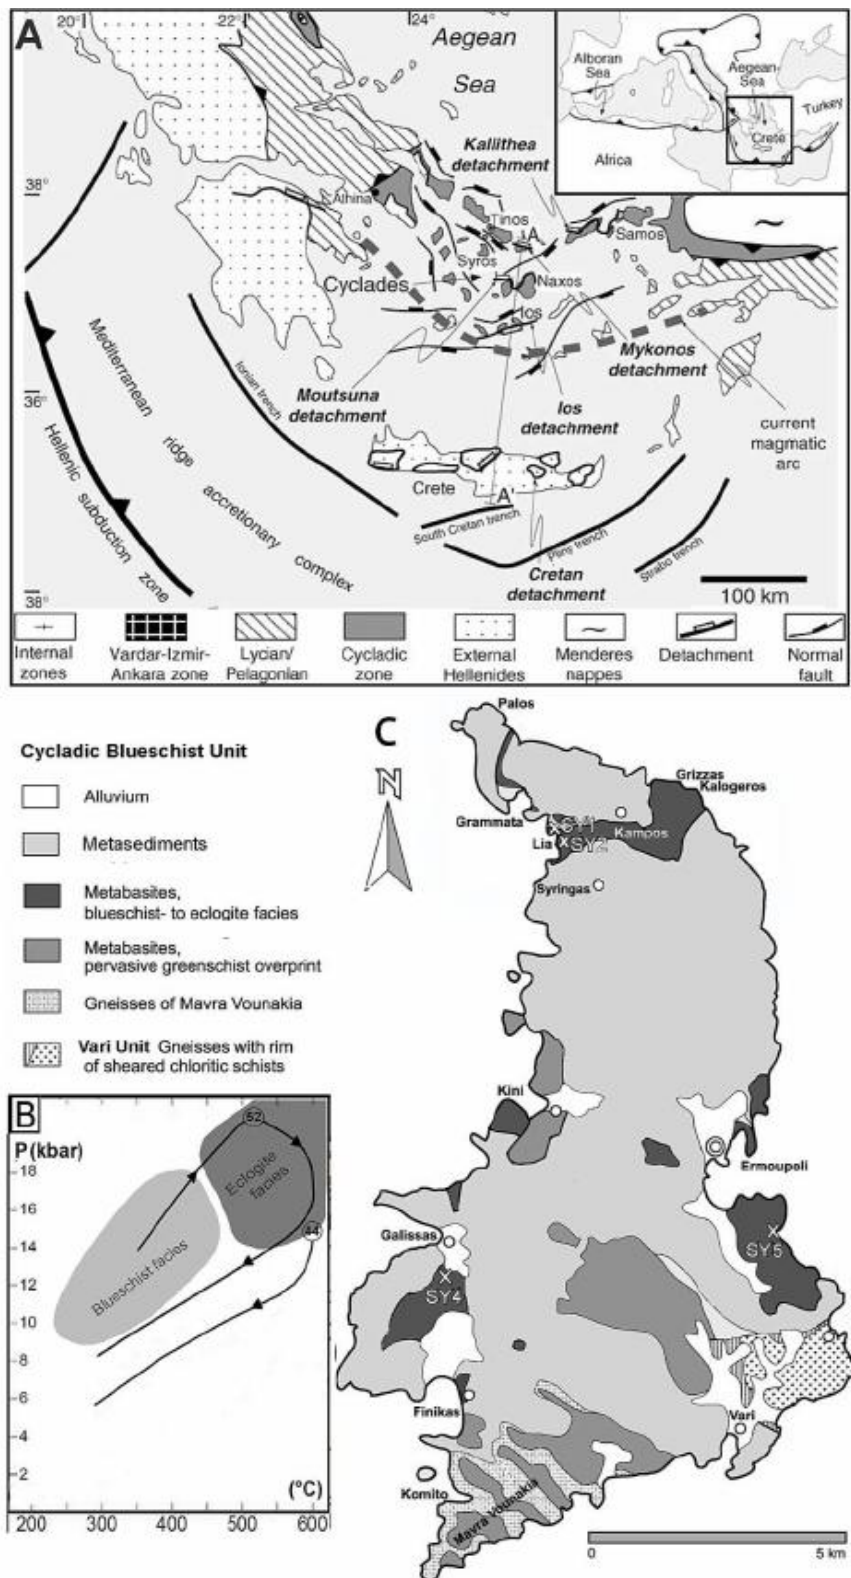 A
20°
22°
24°
Aegean
Sea
Alboran
Sea
Aegean-
Sea
Turkey
Crete
Africa
Kallithea
detachment
38°
Tinos
A
Samos
Syros
Cyclades
Naxos
Ios
Mykonos
detachment
Moutsuna
detachment
Ios
detachment
current
magmatic
arc
36°
Ionian trench
Mediterranean
ridge
accretionary
complex
Hellenic
subduction
zone
Crete
A'
South Cretan trench
Pliny trench
Strabo trench
Cretan
detachment
38°
100 km
Internal
zones
Vardar-Izmir-
Ankara zone
Lycian/
Pelagonian
Cycladic
zone
External
Hellenides
Menderes
nappes
Detachment
Normal
fault
Cycladic Blueschist Unit
Alluvium
Metasediments
Metabasites,
blueschist- to eclogite facies
Metabasites,
pervasive greenschist overprint
Gneisses of Mavra Vounakia
Vari Unit Gneisses with rim
of sheared chloritic schists
B
P (kbar)
18
16
14
12
10
8
6
4
2
52
Eclogite
facies
44
Blueschist facies
(°C)
200
300
400
500
600
C
N
Palos
Grizzas
Kalogeros
Grammata
SY1
Kampos
Lia
SY2
Syringas
Kini
Ermoupoli
Galissas
SY5
SY4
Finikas
Vari
Komito
Mavra Vounakia
0
5 km